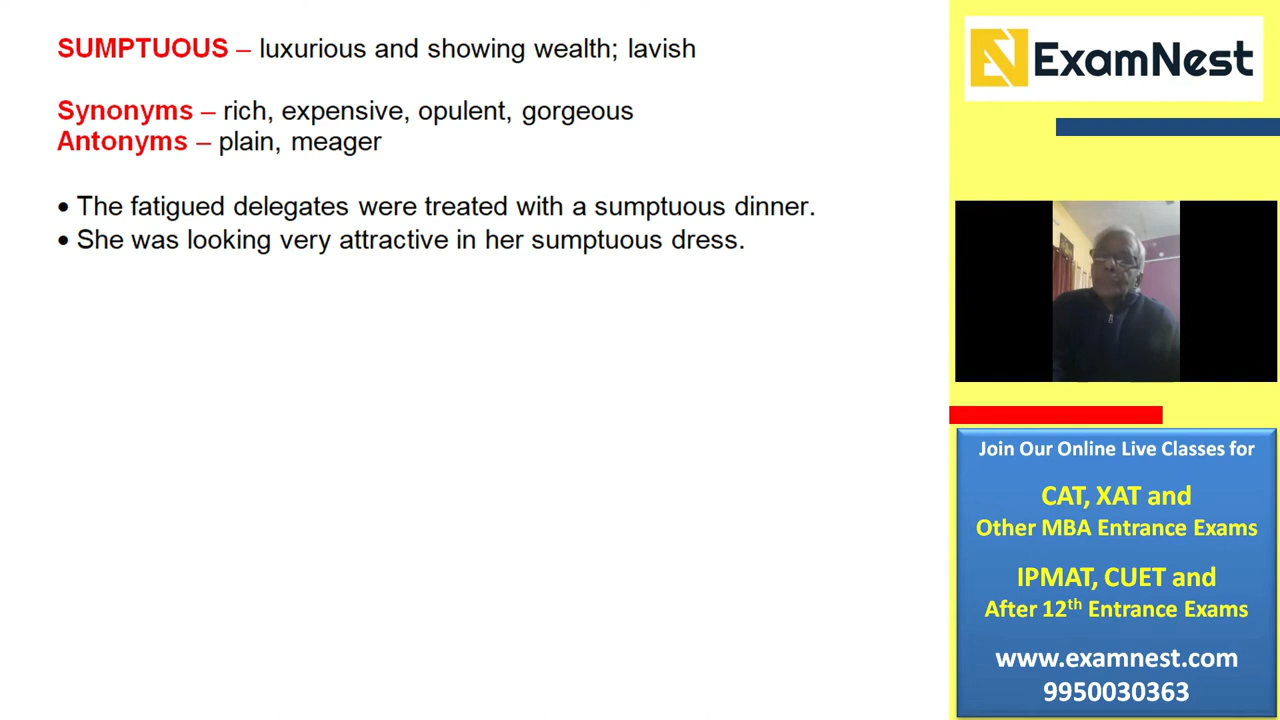 SUMPTUOUS – luxurious and showing wealth; lavish
Synonyms – rich, expensive, opulent, gorgeous
Antonyms – plain, meager
• The fatigued delegates were treated with a sumptuous dinner.
• She was looking very attractive in her sumptuous dress.
ExamNest
Join Our Online Live Classes for
CAT, XAT and
Other MBA Entrance Exams
IPMAT, CUET and
After 12th Entrance Exams
www.examnest.com
9950030363